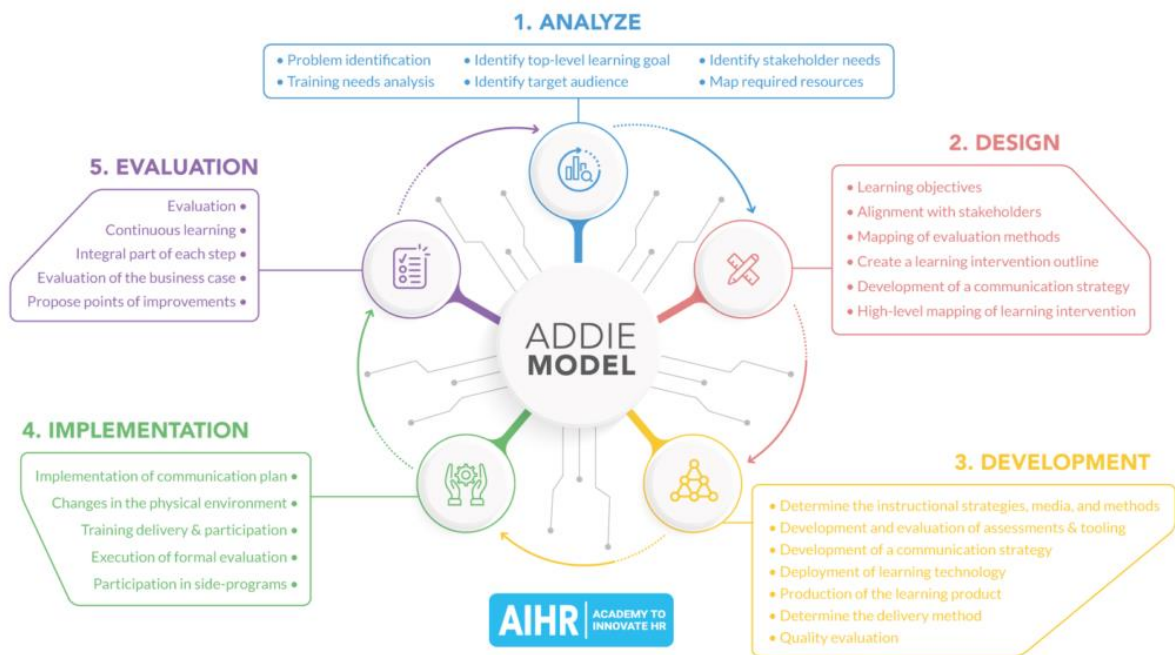 1. ANALYZE
• Problem identification • Identify top-level learning goal • Identify stakeholder needs
• Training needs analysis • Identify target audience • Map required resources
2. DESIGN
• Learning objectives
• Alignment with stakeholders
• Mapping of evaluation methods
• Create a learning intervention outline
• Development of a communication strategy
• High-level mapping of learning intervention
3. DEVELOPMENT
• Determine the instructional strategies, media, and methods
• Development and evaluation of assessments & tooling
• Development of a communication strategy
• Deployment of learning technology
• Production of the learning product
• Determine the delivery method
• Quality evaluation
4. IMPLEMENTATION
Implementation of communication plan •
Changes in the physical environment •
Training delivery & participation •
Execution of formal evaluation •
Participation in side-programs •
5. EVALUATION
Evaluation •
Continuous learning •
Integral part of each step •
Evaluation of the business case •
Propose points of improvements •
ADDIE
MODEL
AIHR
ACADEMY TO
INNOVATE HR